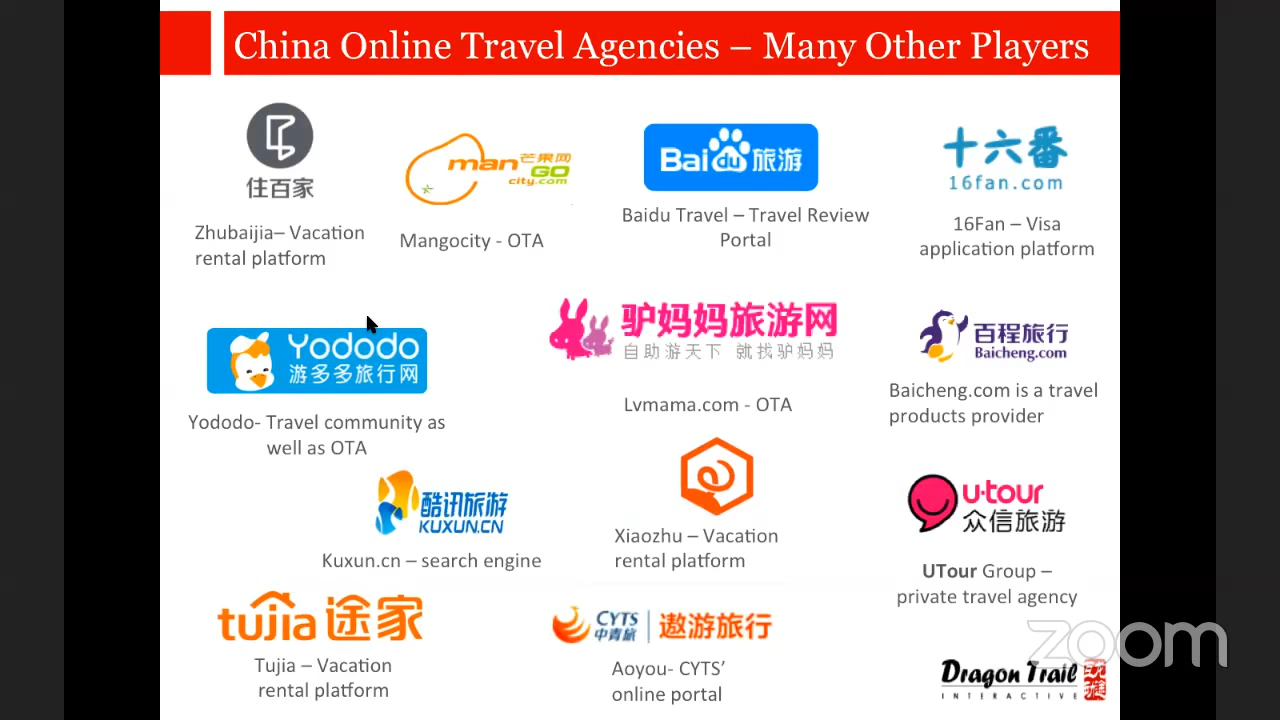 China Online Travel Agencies – Many Other Players
住百家
Zhubaijia– Vacation
rental platform
man 芒果网
GO
city.com
Mangocity - OTA
Bai du 旅游
Baidu Travel – Travel Review
Portal
十六番
16fan.com
16Fan – Visa
application platform
Yododo
游多多旅行网
Yododo- Travel community as
well as OTA
驴妈妈旅游网
自助游天下 就找驴妈妈
Lvmama.com - OTA
百程旅行
Baicheng.com
Baicheng.com is a travel
products provider
酷讯旅游
KUXUN.CN
Kuxun.cn – search engine
Xiaozhu – Vacation
rental platform
u·tour
众信旅游
UTour Group –
private travel agency
tujia 途家
Tujia – Vacation
rental platform
CYTS
中青旅
遨游旅行
Aoyou- CYTS’
online portal
zoom
Dragon Trail
INTERACTIVE